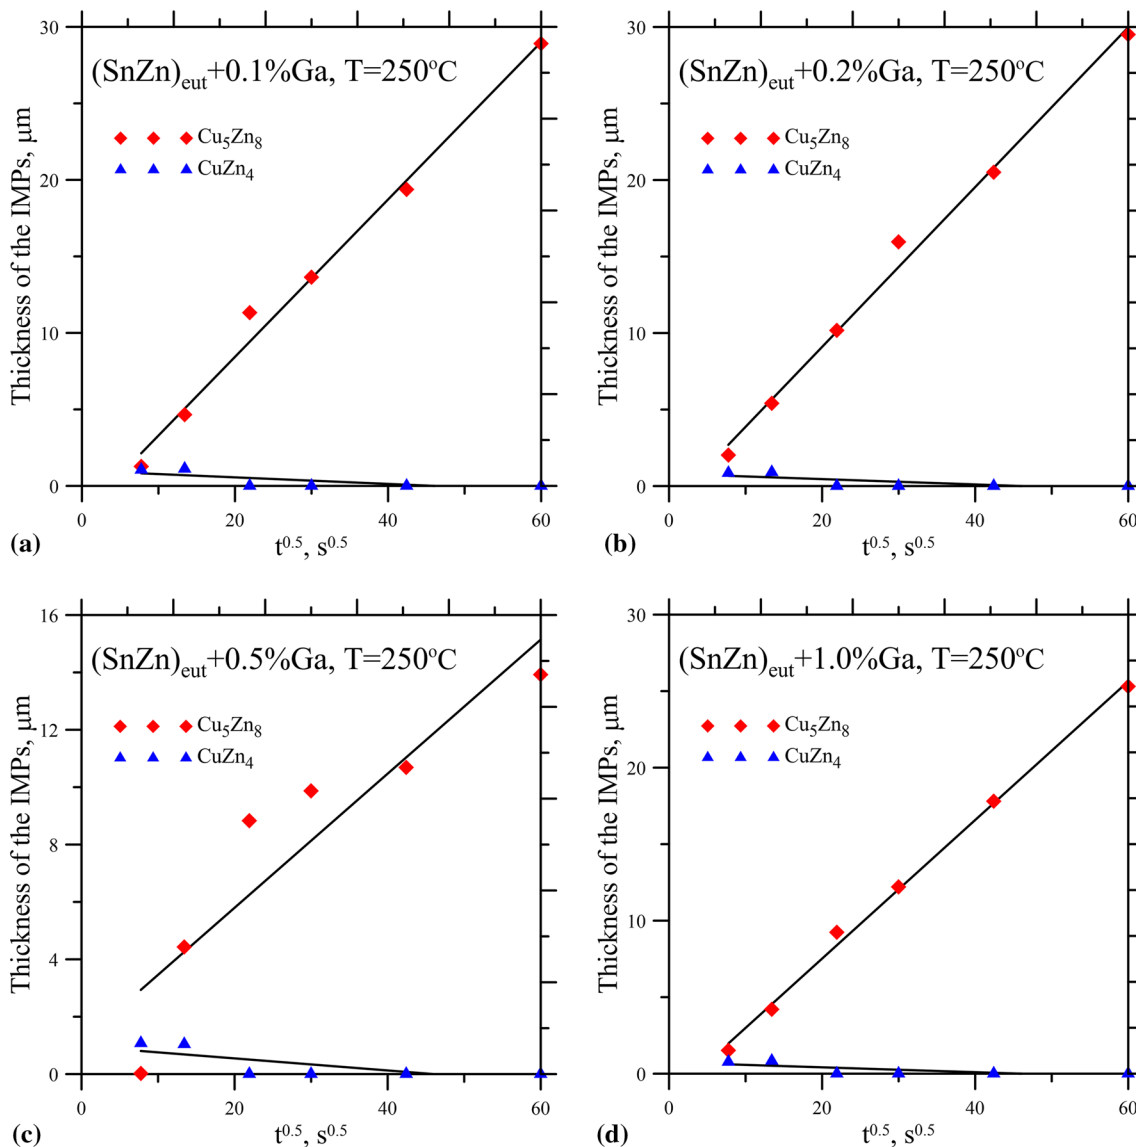 (SnZn)eut+0.1%Ga, T=250°C
Cu5Zn8
CuZn4
Thickness of the IMPs, μm
30
20
10
0
0 20 40 60
t0.5, s0.5
(a)
(SnZn)eut+0.2%Ga, T=250°C
Cu5Zn8
CuZn4
Thickness of the IMPs, μm
30
20
10
0
0 20 40 60
t0.5, s0.5
(b)
(SnZn)eut+0.5%Ga, T=250°C
Cu5Zn8
CuZn4
Thickness of the IMPs, μm
16
12
8
4
0
0 20 40 60
t0.5, s0.5
(c)
(SnZn)eut+1.0%Ga, T=250°C
Cu5Zn8
CuZn4
Thickness of the IMPs, μm
30
20
10
0
0 20 40 60
t0.5, s0.5
(d)